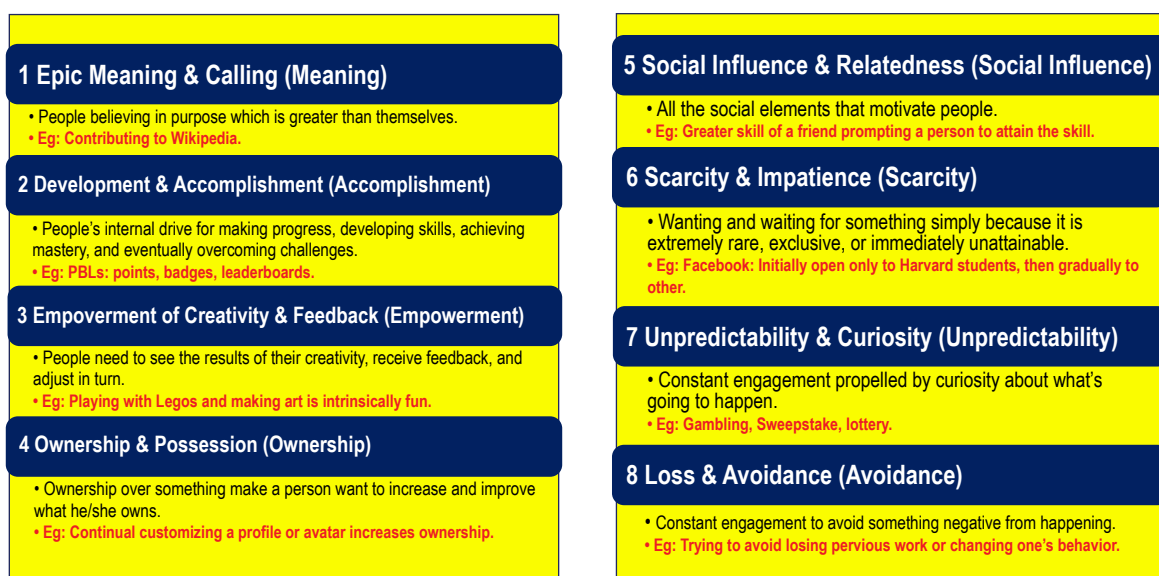 1 Epic Meaning & Calling (Meaning)
• People believing in purpose which is greater than themselves.
• Eg: Contributing to Wikipedia.
2 Development & Accomplishment (Accomplishment)
• People's internal drive for making progress, developing skills, achieving
mastery, and eventually overcoming challenges.
• Eg: PBLs: points, badges, leaderboards.
3 Empoverment of Creativity & Feedback (Empowerment)
• People need to see the results of their creativity, receive feedback, and
adjust in turn.
• Eg: Playing with Legos and making art is intrinsically fun.
4 Ownership & Possession (Ownership)
• Ownership over something make a person want to increase and improve
what he/she owns.
• Eg: Continual customizing a profile or avatar increases ownership.
5 Social Influence & Relatedness (Social Influence)
• All the social elements that motivate people.
• Eg: Greater skill of a friend prompting a person to attain the skill.
6 Scarcity & Impatience (Scarcity)
• Wanting and waiting for something simply because it is
extremely rare, exclusive, or immediately unattainable.
• Eg: Facebook: Initially open only to Harvard students, then gradually to
other.
7 Unpredictability & Curiosity (Unpredictability)
• Constant engagement propelled by curiosity about what's
going to happen.
• Eg: Gambling, Sweepstake, lottery.
8 Loss & Avoidance (Avoidance)
• Constant engagement to avoid something negative from happening.
• Eg: Trying to avoid losing pervious work or changing one's behavior.